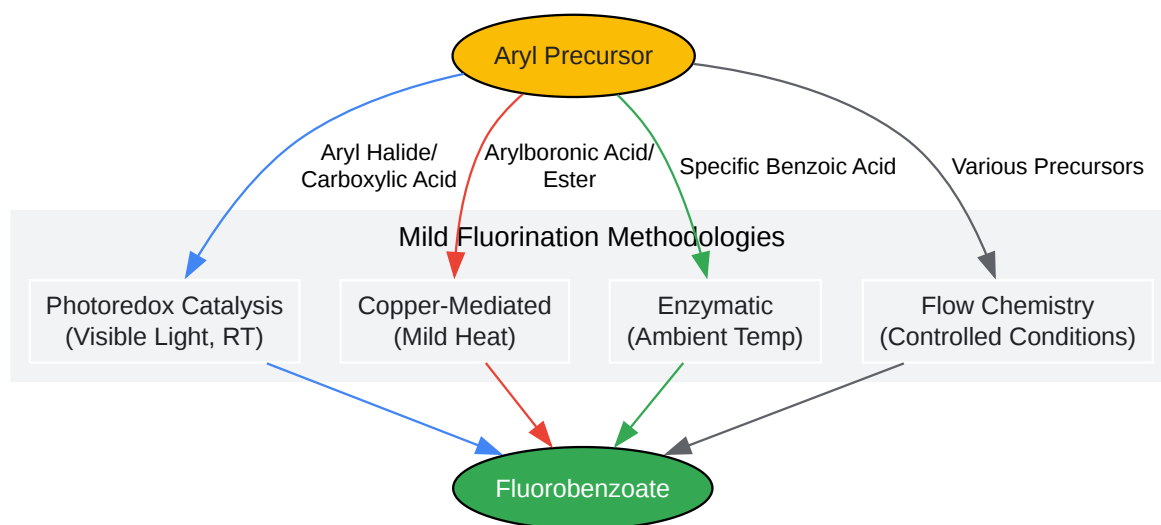 Aryl Precursor
Aryl Halide/
Carboxylic Acid
Arylboronic Acid/
Ester
Specific Benzoic Acid
Various Precursors
Mild Fluorination Methodologies
Photoredox Catalysis
(Visible Light, RT)
Copper-Mediated
(Mild Heat)
Enzymatic
(Ambient Temp)
Flow Chemistry
(Controlled Conditions)
Fluorobenzoate